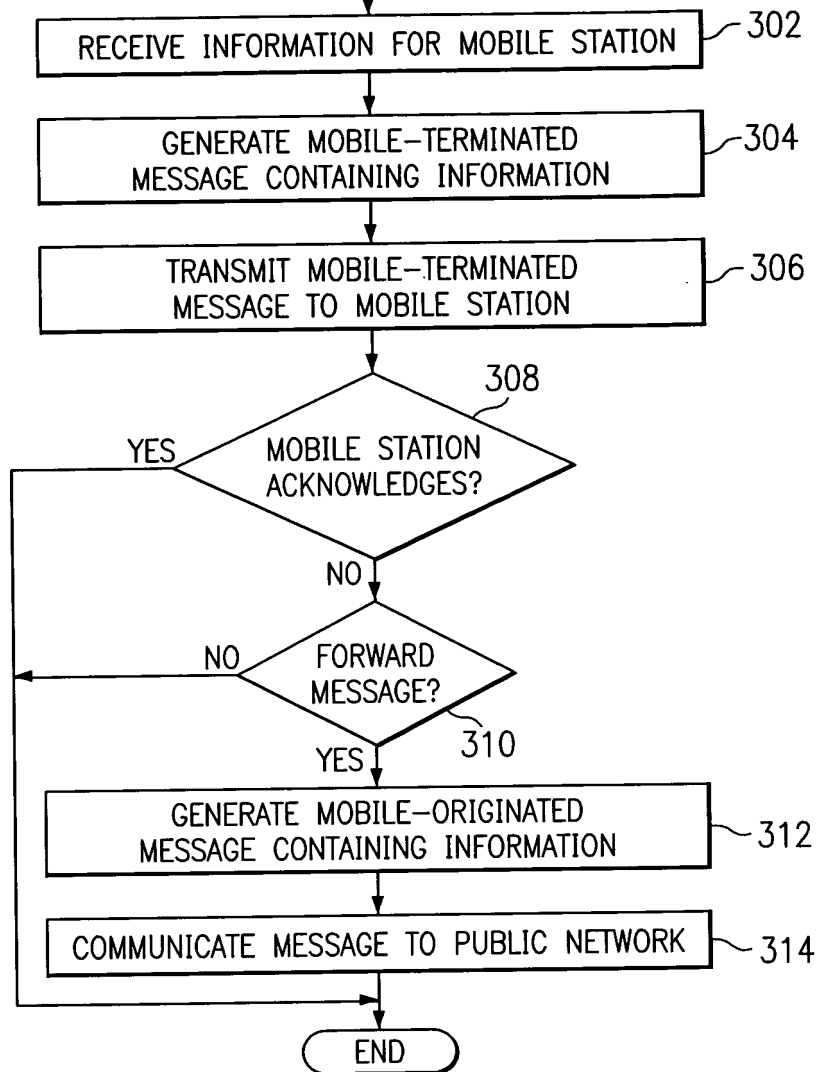 302
RECEIVE INFORMATION FOR MOBILE STATION
304
GENERATE MOBILE-TERMINATED
MESSAGE CONTAINING INFORMATION
306
TRANSMIT MOBILE-TERMINATED
MESSAGE TO MOBILE STATION
308
YES
MOBILE STATION
ACKNOWLEDGES?
NO
NO
FORWARD
MESSAGE?
310
YES
GENERATE MOBILE-ORIGINATED
MESSAGE CONTAINING INFORMATION
312
COMMUNICATE MESSAGE TO PUBLIC NETWORK
314
END